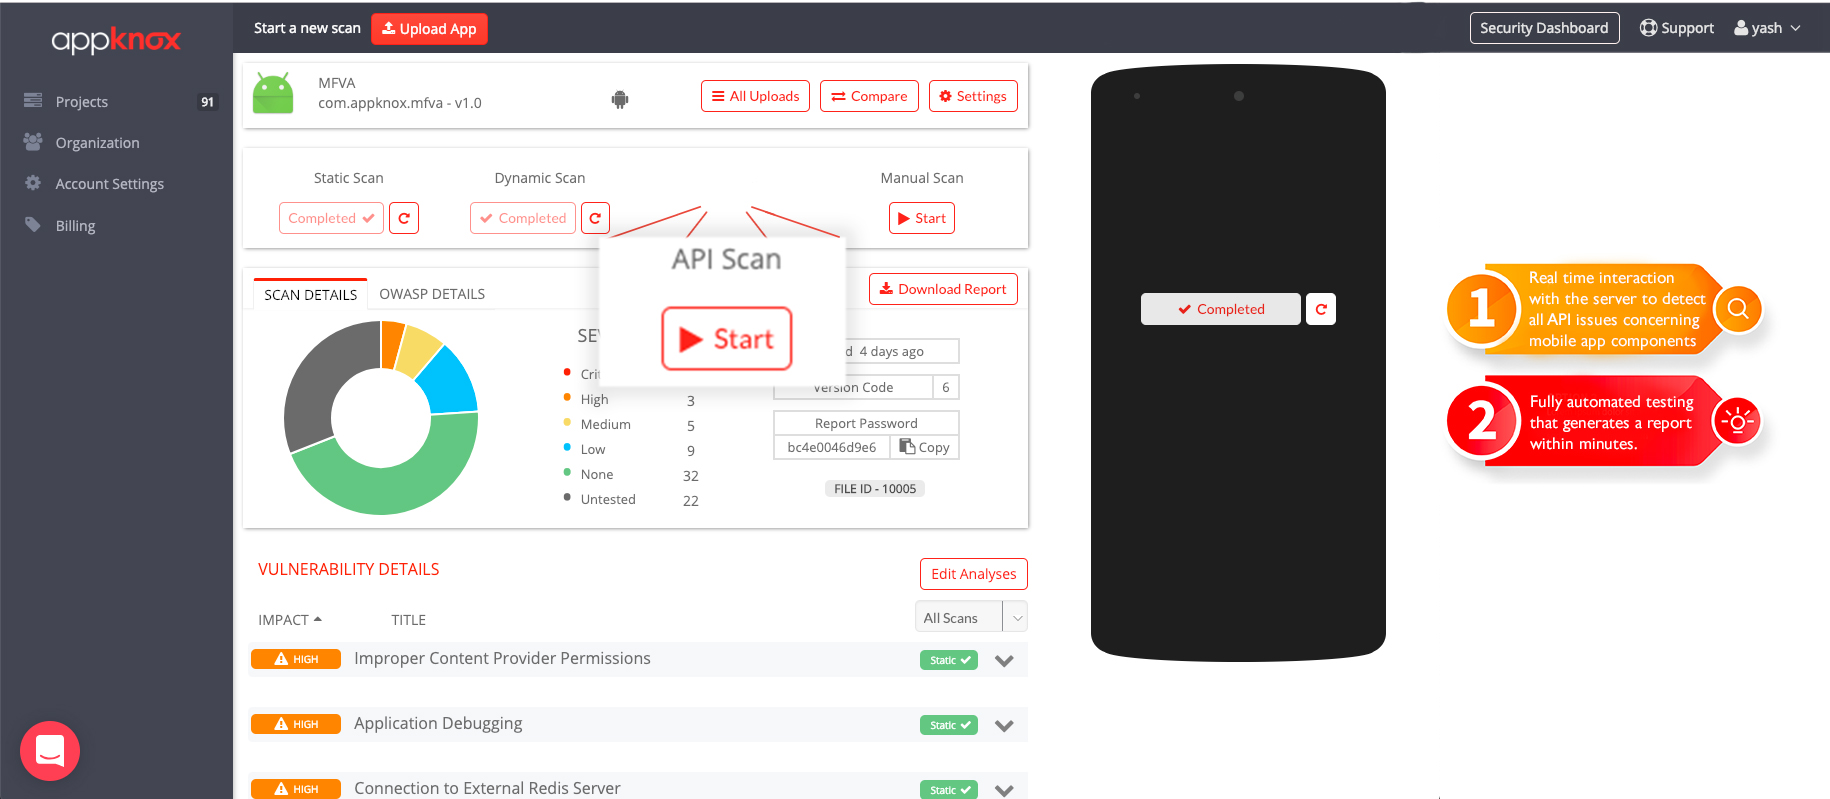 appknox
Start a new scan
Upload App
Security Dashboard
Support
yash
Projects
91
Organization
Account Settings
Billing
MFVA
com.appknox.mfva - v1.0
All Uploads
Compare
Settings
Static Scan
Completed
Dynamic Scan
Completed
Manual Scan
Start
API Scan
Start
SCAN DETAILS
OWASP DETAILS
Download Report
High
3
Medium
5
Low
9
None
32
Untested
22
4 days ago
Version Code
6
Report Password
bc4e0046d9e6
Copy
FILE ID - 10005
VULNERABILITY DETAILS
Edit Analyses
IMPACT
TITLE
All Scans
HIGH
Improper Content Provider Permissions
Static
HIGH
Application Debugging
Static
HIGH
Connection to External Redis Server
Static
Completed
1
Real time interaction
with the server to detect
all API issues concerning
mobile app components
2
Fully automated testing
that generates a report
within minutes.